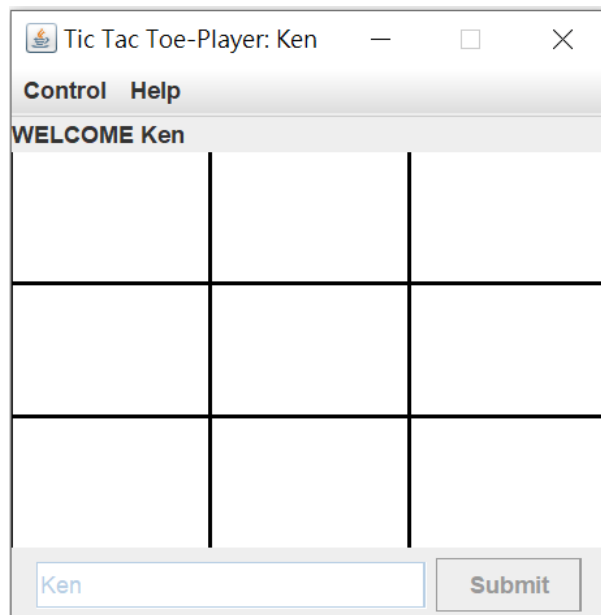 Tic Tac Toe-Player: Ken
Control Help
WELCOME Ken
Ken Submit